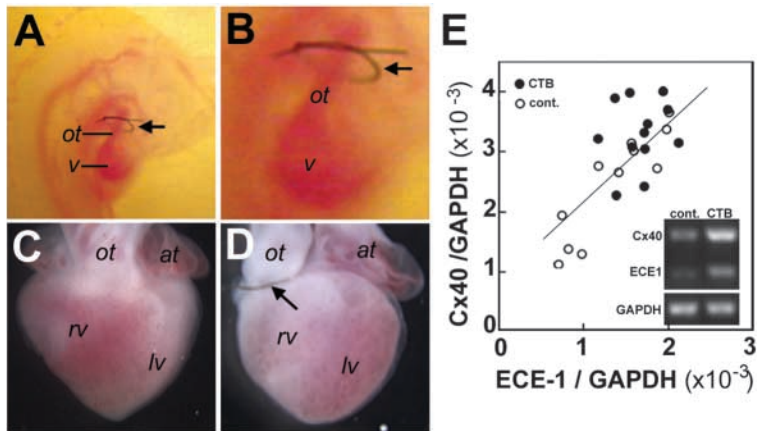 A
ot
v
B
ot
v
C
ot
at
rv
lv
D
ot
at
rv
lv
E
Cx40 /GAPDH (x10⁻³)
4
3
2
1
0
CTB
cont.
cont. CTB
Cx40
ECE1
GAPDH
0 1 2 3
ECE-1 / GAPDH (x10⁻³)